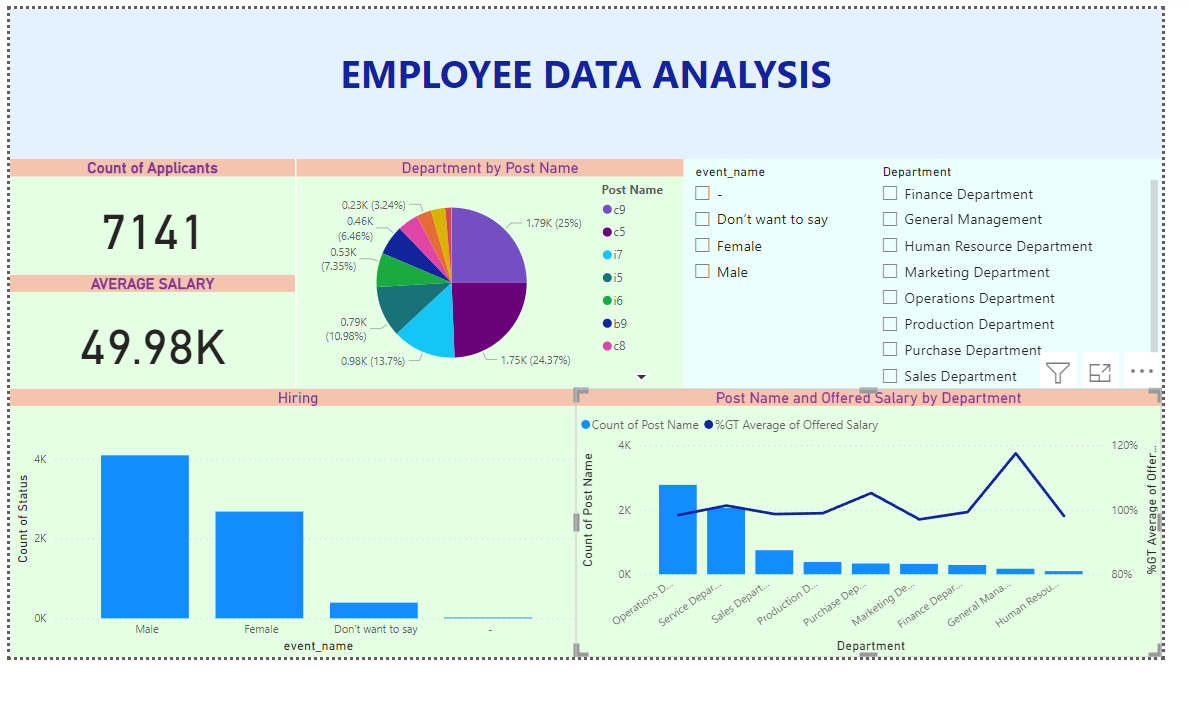 EMPLOYEE DATA ANALYSIS
Count of Applicants
7141
AVERAGE SALARY
49.98K
Department by Post Name
0.23K (3.24%)
0.46K
(6.46%)
0.53K
(7.35%)
0.79K
(10.98%)
0.98K (13.7%)
1.75K (24.37%)
1.79K (25%)
Post Name
c9
c5
i7
i5
i6
b9
c8
event_name
-
Don't want to say
Female
Male
Department
Finance Department
General Management
Human Resource Department
Marketing Department
Operations Department
Production Department
Purchase Department
Sales Department
Hiring
Count of Status
4K
2K
0K
Male
Female
Don't want to say
-
event_name
Post Name and Offered Salary by Department
Count of Post Name
%GT Average of Offered Salary
Count of Post Name
4K
2K
0K
120%
100%
80%
%GT Average of Offer...
Operations D...
Service Depar...
Sales Depart...
Production D...
Purchase Dep...
Marketing De...
Finance Depar...
General Mana...
Human Resou...
Department